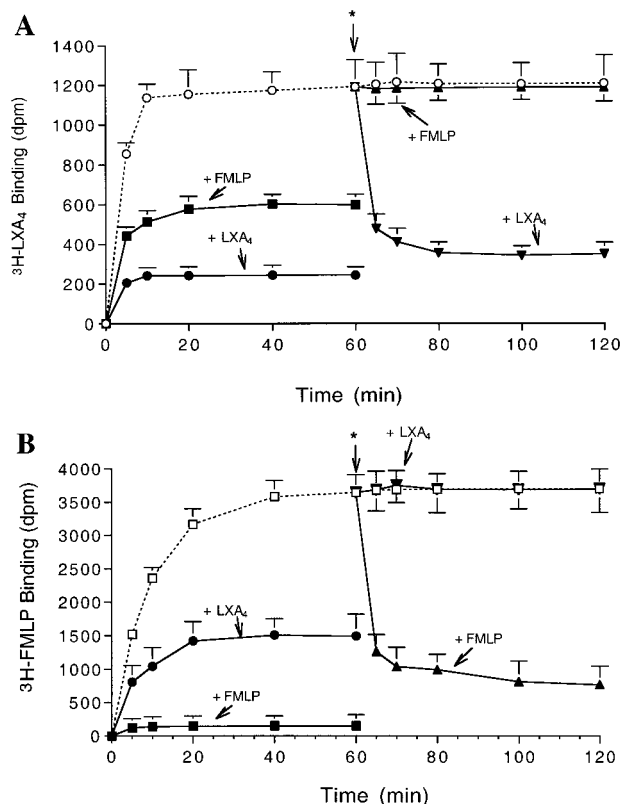 A
*
1400
1200
1000
800
600
400
200
0
³H-LXA₄ Binding (dpm)
+ FMLP
+ LXA₄
+ FMLP
+ LXA₄
0 20 40 60 80 100 120
Time (min)
B
*
+ LXA₄
4000
3500
3000
2500
2000
1500
1000
500
0
³H-FMLP Binding (dpm)
+ LXA₄
+ FMLP
+ FMLP
0 20 40 60 80 100 120
Time (min)